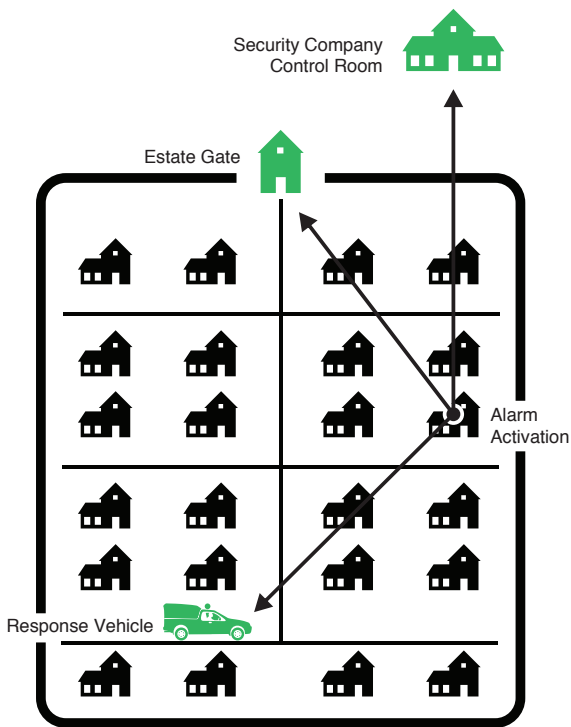 Security Company
Control Room
Estate Gate
Alarm
Activation
Response Vehicle